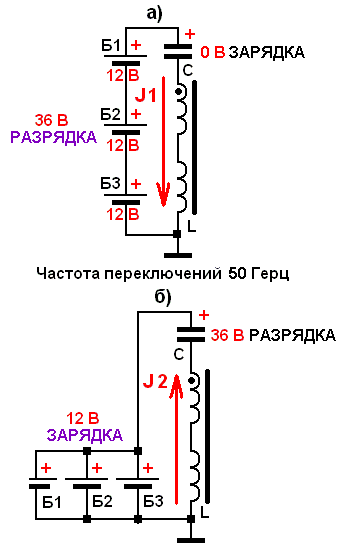 а)
Б1 + + 0 В ЗАРЯДКА
12 В C
+ J1
Б2 +
36 В
РАЗРЯДКА 12 В
+
Б3 +
12 В L
Частота переключений 50 Герц
б)
+
36 В РАЗРЯДКА
C
J2
12 В
ЗАРЯДКА
+ + +
Б1 Б2 Б3 L